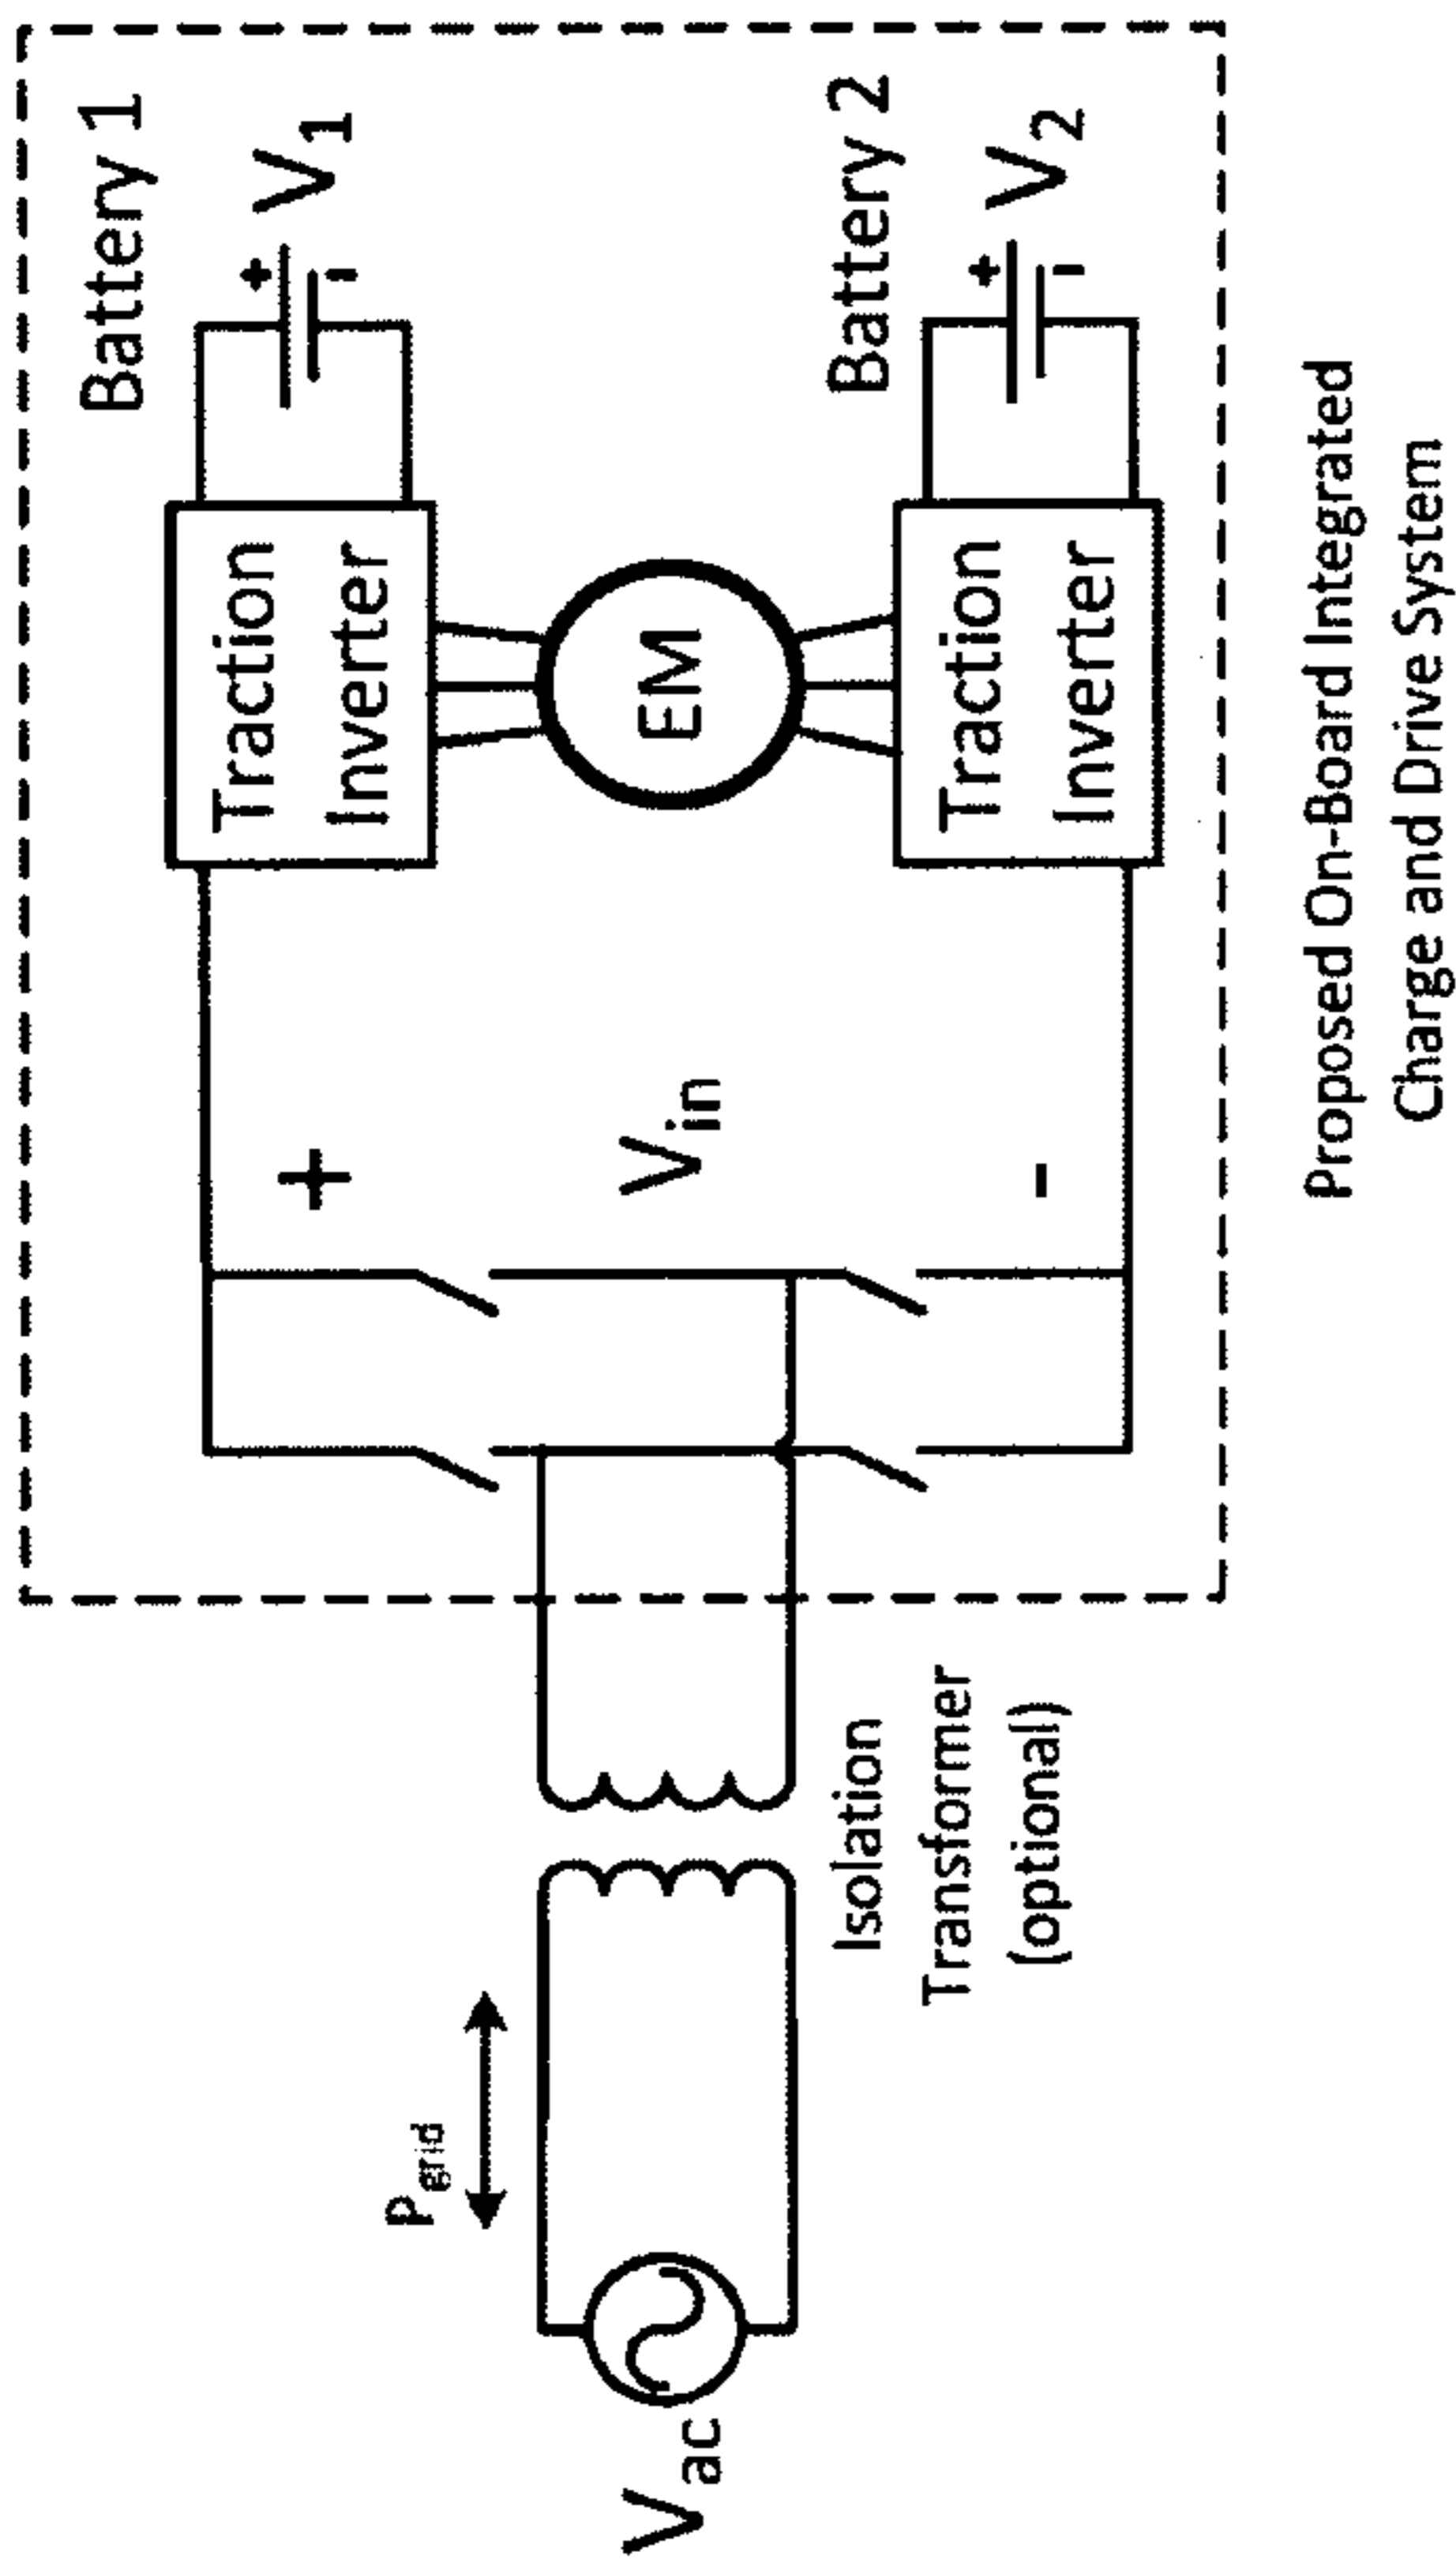 Battery 1
+
V1
-
Traction
Inverter
EM
Battery 2
+
V2
-
Traction
Inverter
+
Vin
-
Pgrid
Vac
Isolation
Transformer
(optional)
Proposed On-Board Integrated
Charge and Drive System